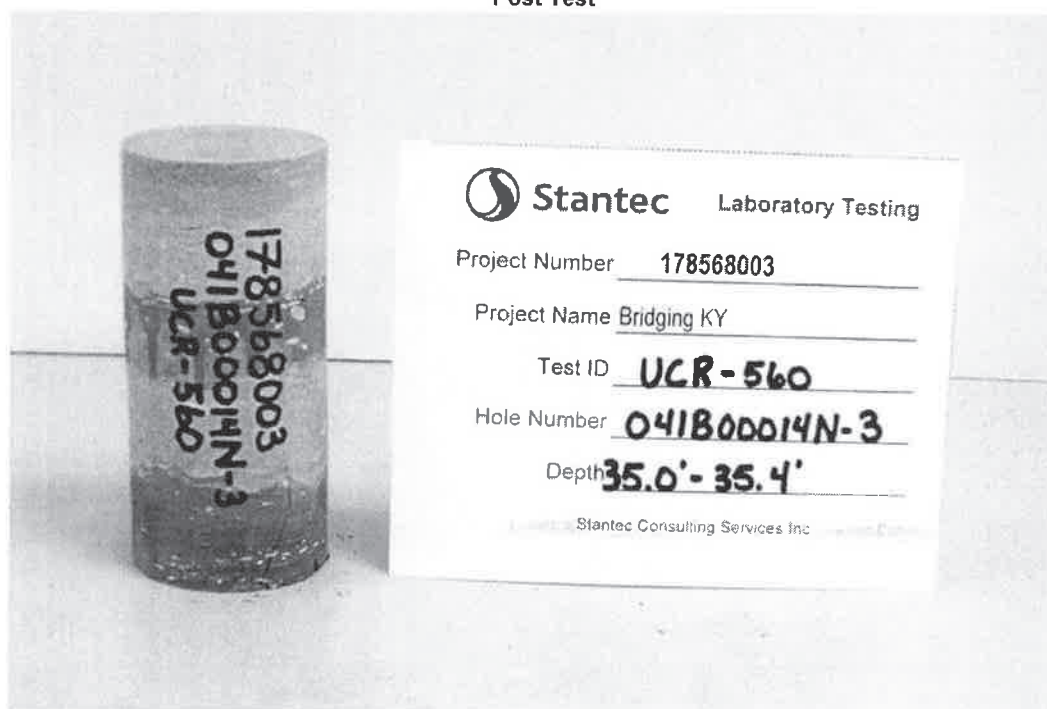 Post Test
178568003
041B00014N-3
UCR-560
Stantec Laboratory Testing
Project Number 178568003
Project Name Bridging KY
Test ID UCR-560
Hole Number 041B00014N-3
Depth 35.0'-35.4'
Stantec Consulting Services Inc